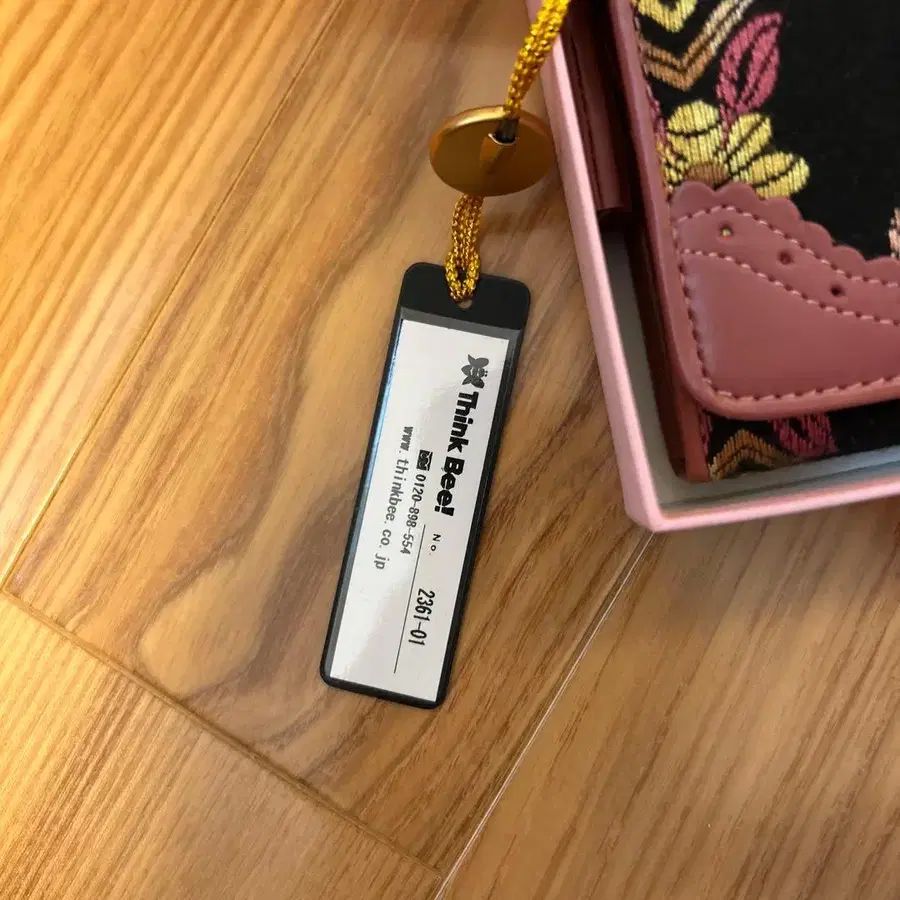 Think Bee!
0120-898-554
www.thinkbee.co.jp
No. 2361-01